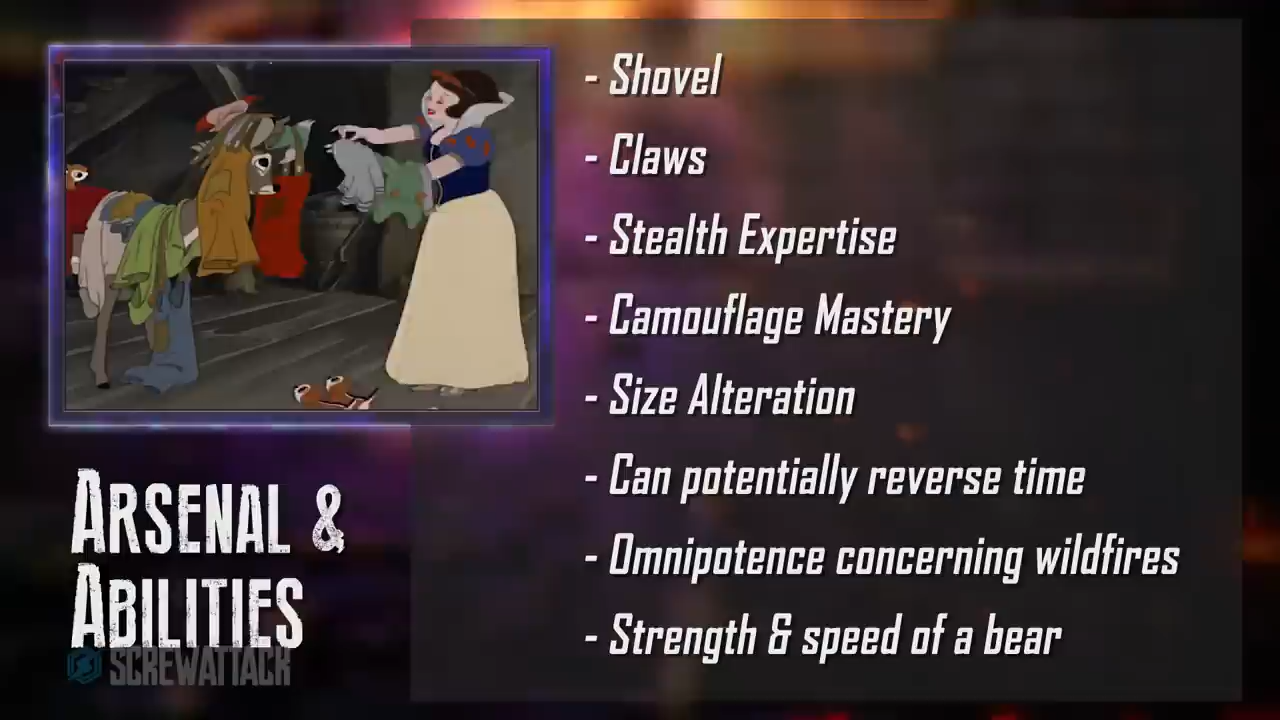 - Shovel
- Claws
- Stealth Expertise
- Camouflage Mastery
- Size Alteration
- Can potentially reverse time
- Omnipotence concerning wildfires
- Strength & speed of a bear
ARSENAL &
ABILITIES
SCREWATTACK